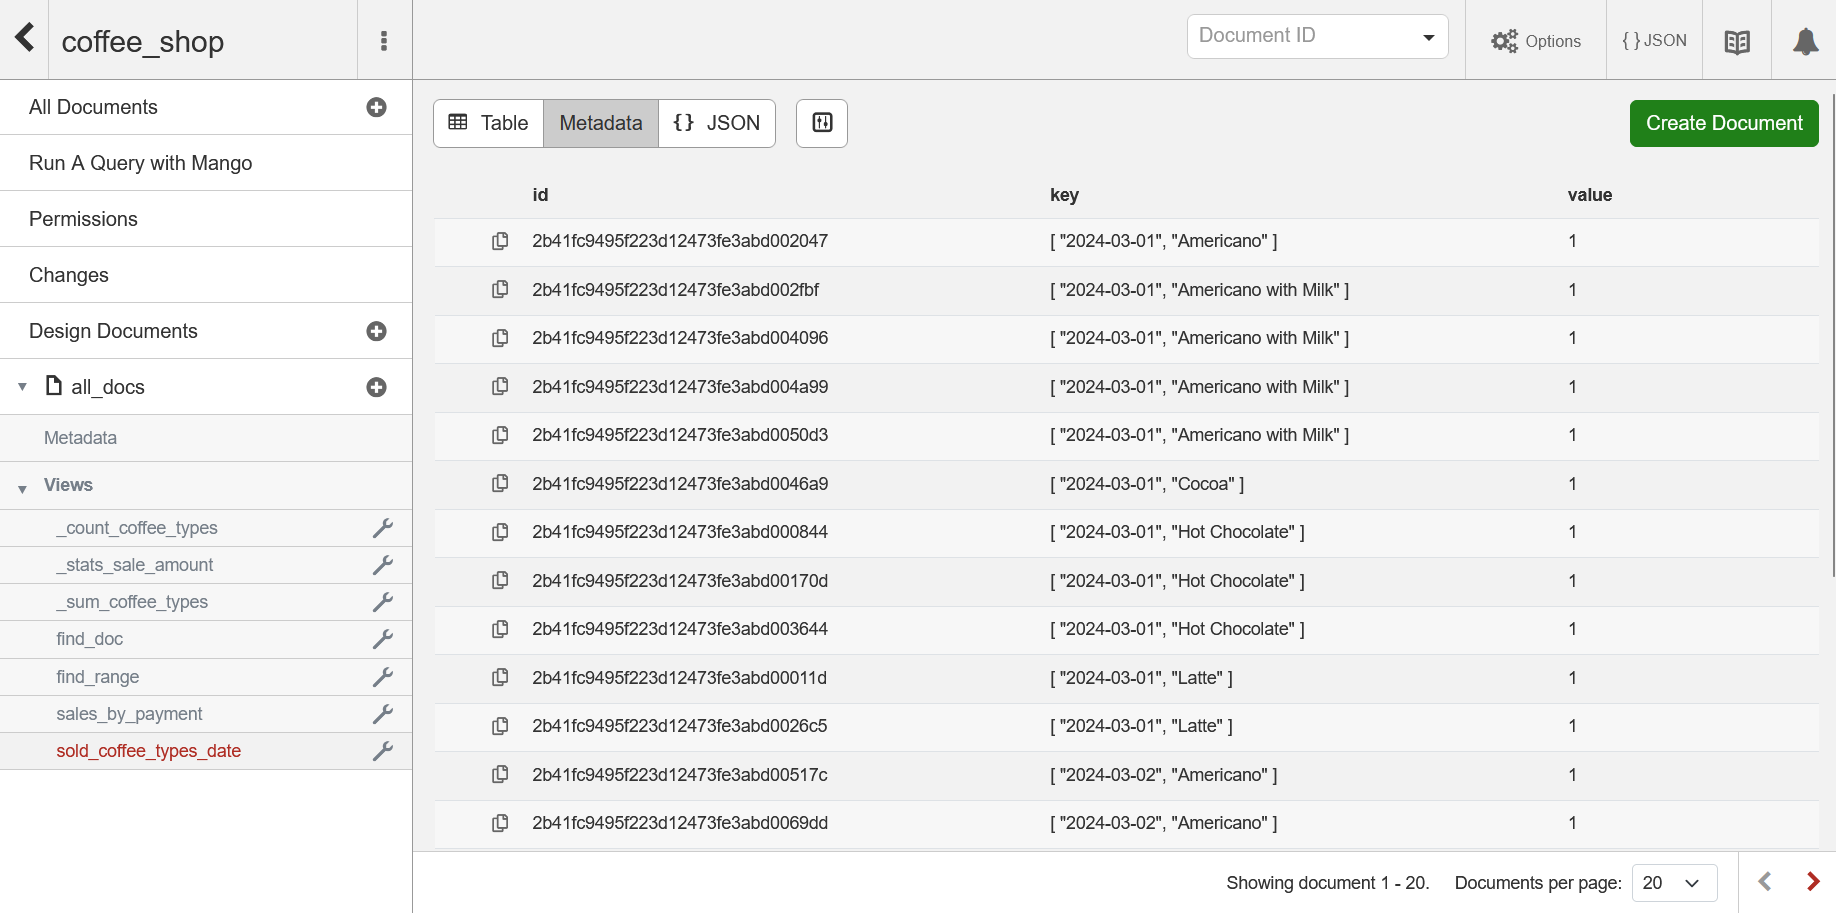 coffee_shop
Document ID
Options
{ } JSON
All Documents
Run A Query with Mango
Permissions
Changes
Design Documents
all_docs
Metadata
Views
_count_coffee_types
_stats_sale_amount
_sum_coffee_types
find_doc
find_range
sales_by_payment
sold_coffee_types_date
Table
Metadata
{} JSON
Create Document
id key value
2b41fc9495f223d12473fe3abd002047 [ "2024-03-01", "Americano" ] 1
2b41fc9495f223d12473fe3abd002fbf [ "2024-03-01", "Americano with Milk" ] 1
2b41fc9495f223d12473fe3abd004096 [ "2024-03-01", "Americano with Milk" ] 1
2b41fc9495f223d12473fe3abd004a99 [ "2024-03-01", "Americano with Milk" ] 1
2b41fc9495f223d12473fe3abd0050d3 [ "2024-03-01", "Americano with Milk" ] 1
2b41fc9495f223d12473fe3abd0046a9 [ "2024-03-01", "Cocoa" ] 1
2b41fc9495f223d12473fe3abd000844 [ "2024-03-01", "Hot Chocolate" ] 1
2b41fc9495f223d12473fe3abd00170d [ "2024-03-01", "Hot Chocolate" ] 1
2b41fc9495f223d12473fe3abd003644 [ "2024-03-01", "Hot Chocolate" ] 1
2b41fc9495f223d12473fe3abd00011d [ "2024-03-01", "Latte" ] 1
2b41fc9495f223d12473fe3abd0026c5 [ "2024-03-01", "Latte" ] 1
2b41fc9495f223d12473fe3abd00517c [ "2024-03-02", "Americano" ] 1
2b41fc9495f223d12473fe3abd0069dd [ "2024-03-02", "Americano" ] 1
Showing document 1 - 20. Documents per page: 20